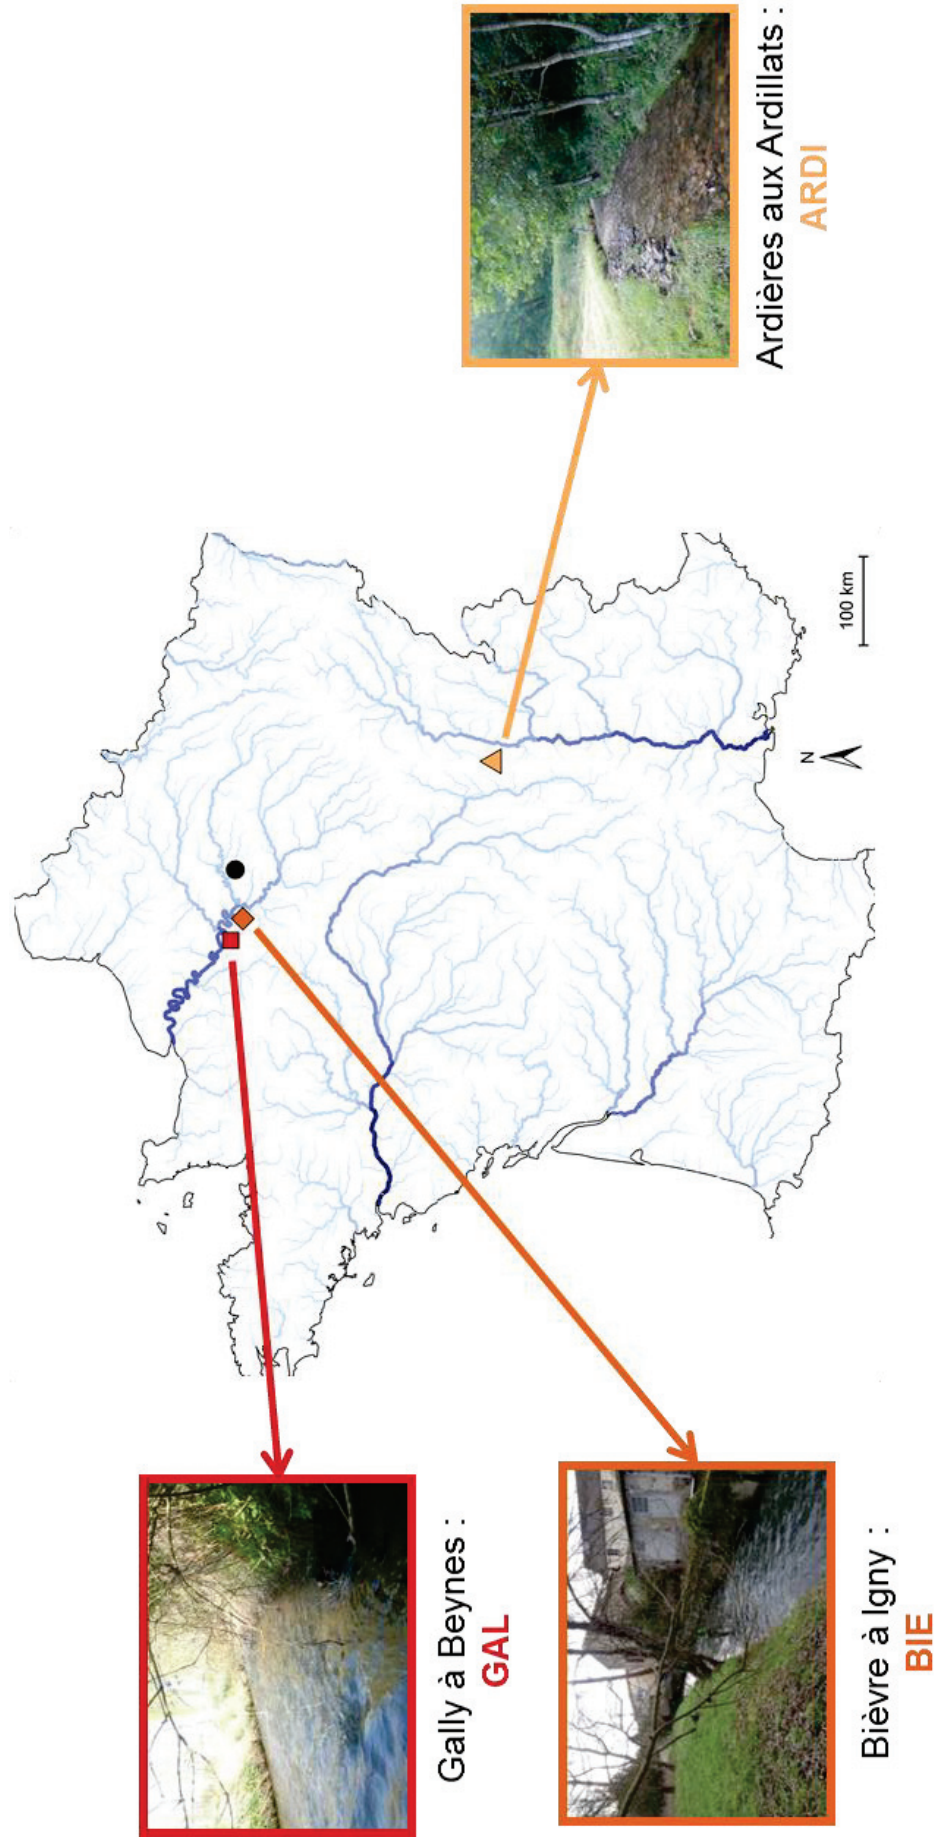 Gally à Beynes :
GAL
Bièvre à Igny :
BIE
Ardières aux Ardillats :
ARDI
N
100 km